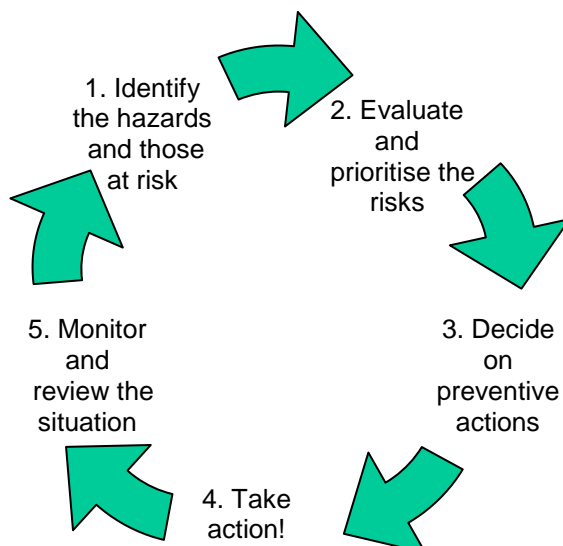 1. Identify
the hazards
and those
at risk
2. Evaluate
and
prioritise the
risks
3. Decide
on
preventive
actions
4. Take
action!
5. Monitor
and
review the
situation